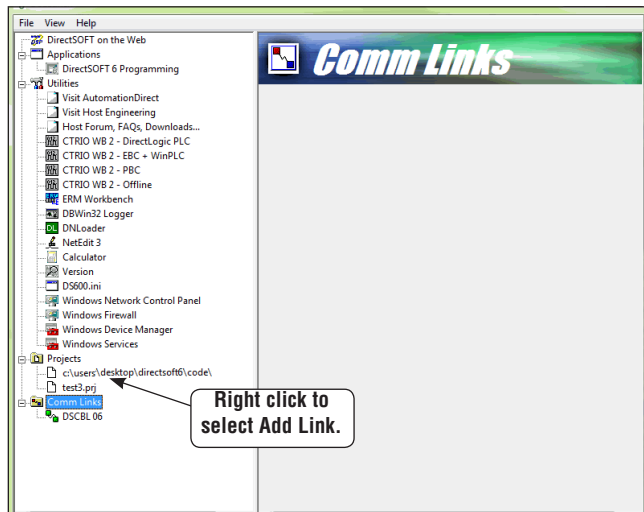 File View Help
DirectSOFT on the Web
Applications
DirectSOFT 6 Programming
Utilities
Visit AutomationDirect
Visit Host Engineering
Host Forum, FAQs, Downloads...
CTRIO WB 2 - DirectLogic PLC
CTRIO WB 2 - EBC + WinPLC
CTRIO WB 2 - PBC
CTRIO WB 2 - Offline
ERM Workbench
DBWin32 Logger
DL DNLoader
NetEdit 3
Calculator
Version
DS600.ini
Windows Network Control Panel
Windows Firewall
Windows Device Manager
Windows Services
Projects
c:\users\desktop\directsoft6\code\
test3.prj
Comm Links
DSCBL 06
Comm Links
Right click to
select Add Link.